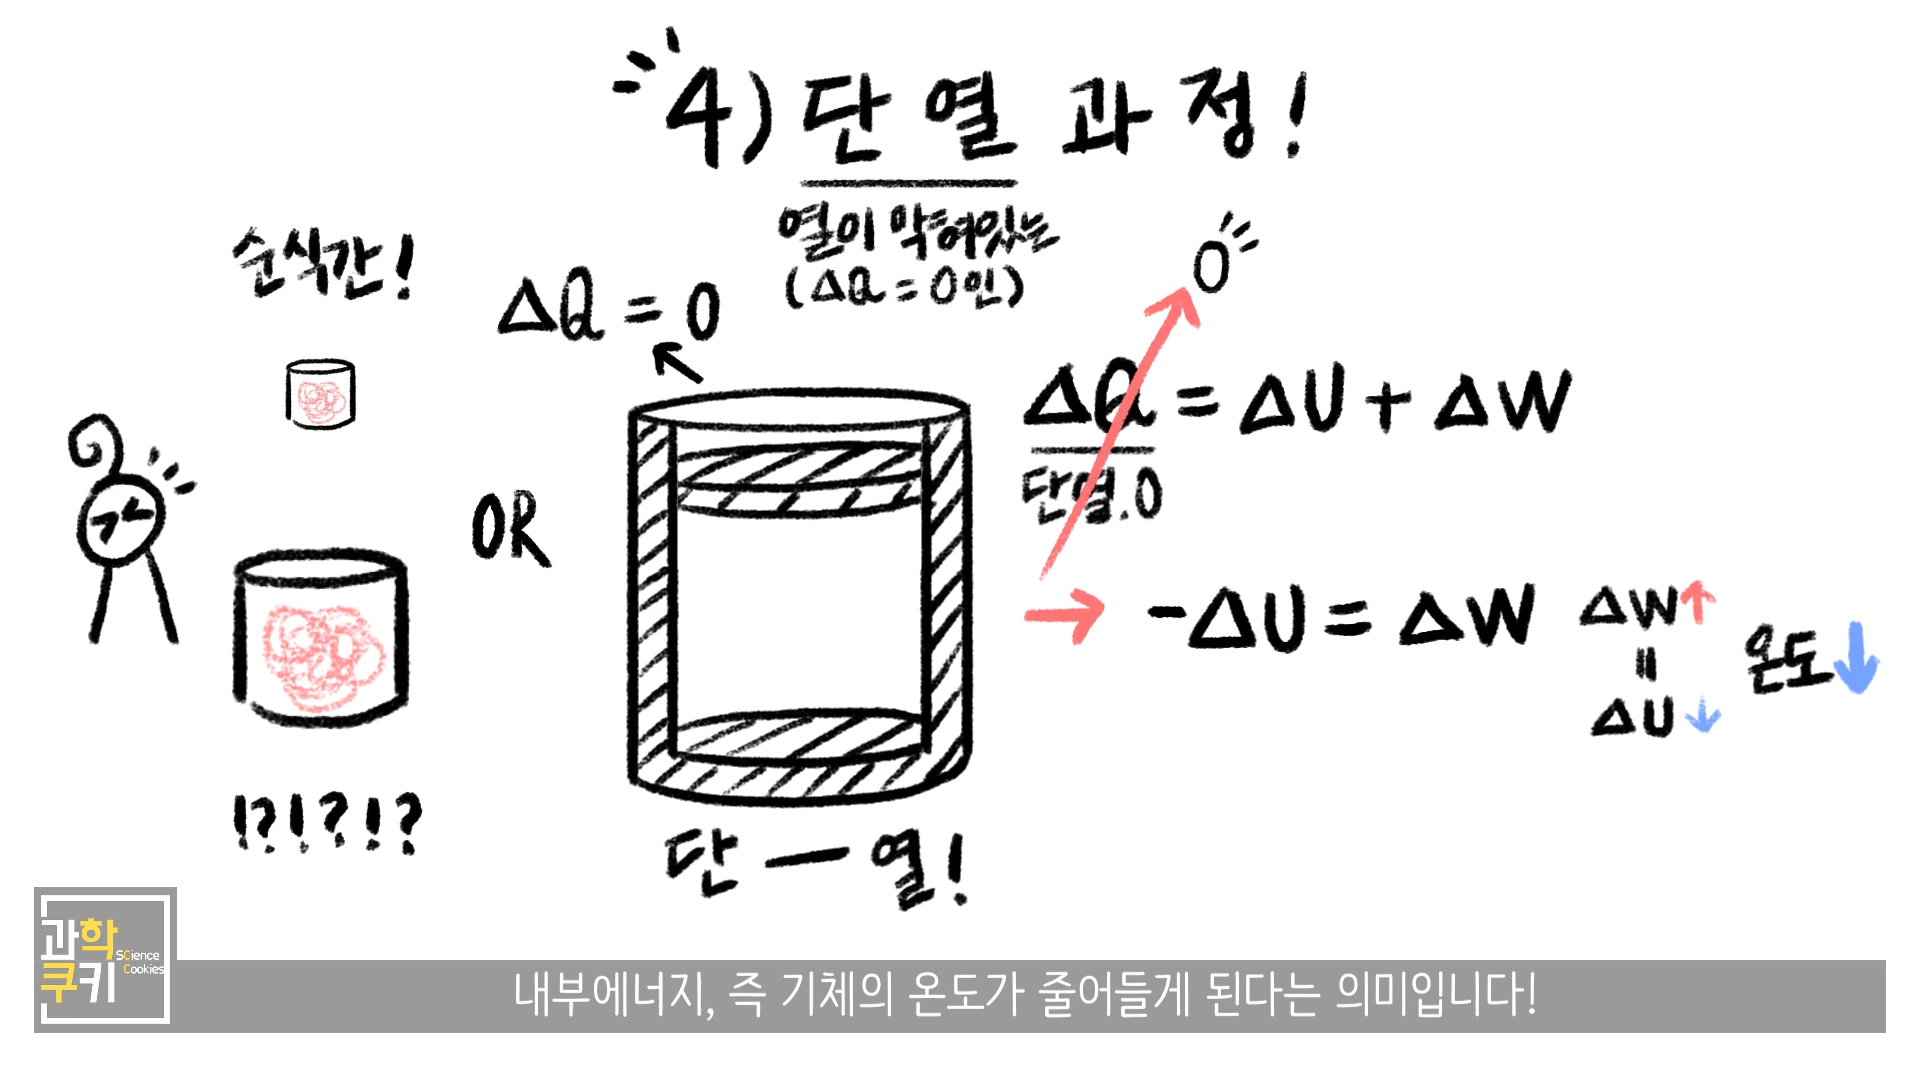 4) 단열 과정!
열이 막혀있는
(ΔQ = 0인)
순식간!
ΔQ = 0
0
ΔQ = ΔU + ΔW
단열.0
OR
-ΔU = ΔW
ΔW↑
=
ΔU↓
온도↓
!?!?!?
단 — 열!
과학쿠키
Science Cookies
내부에너지, 즉 기체의 온도가 줄어들게 된다는 의미입니다!